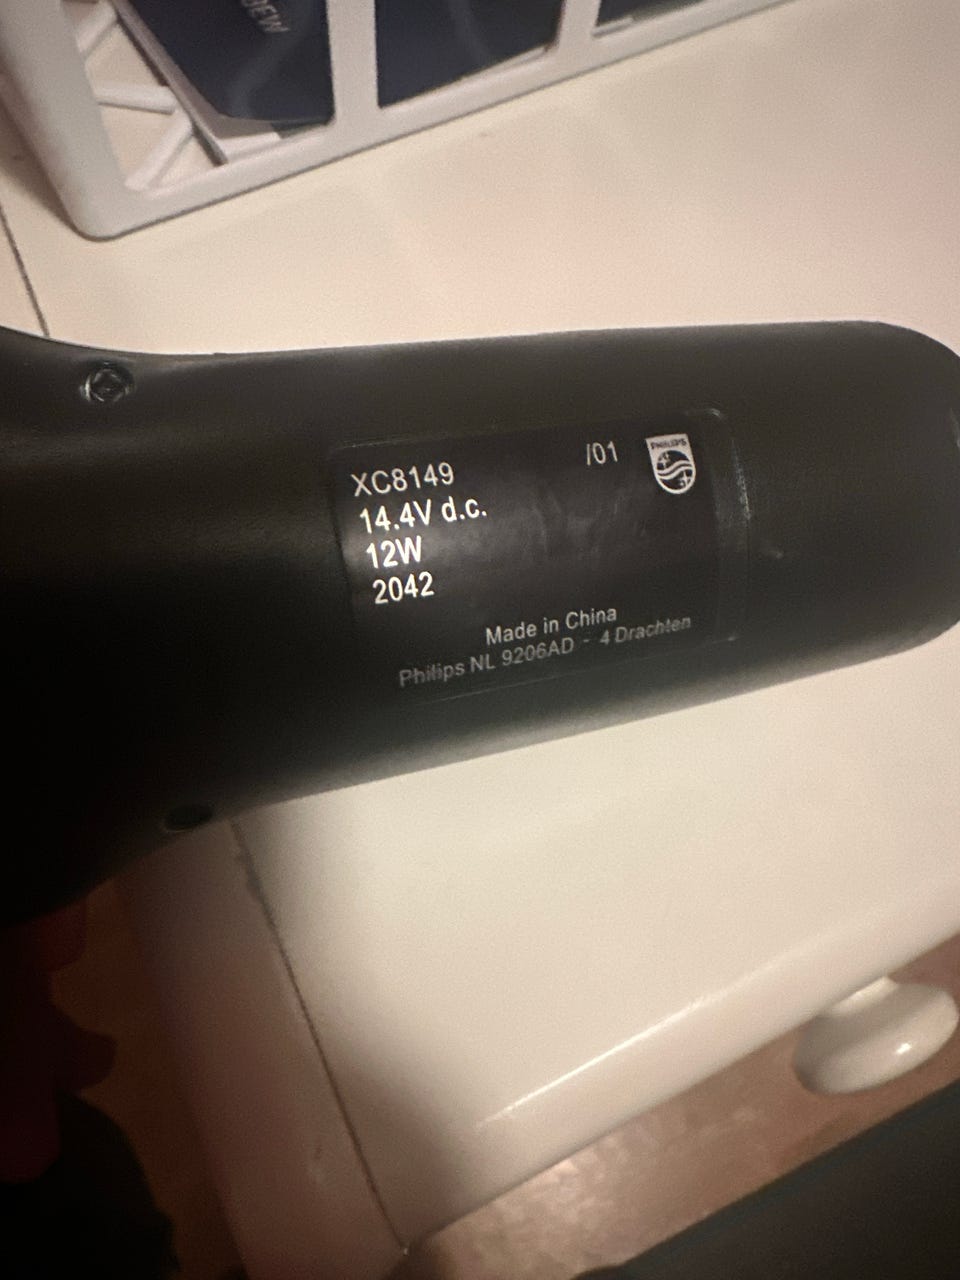 XC8149 /01
14.4V d.c.
12W
2042
Made in China
Philips NL 9206AD - 4 Drachten
PHILIPS